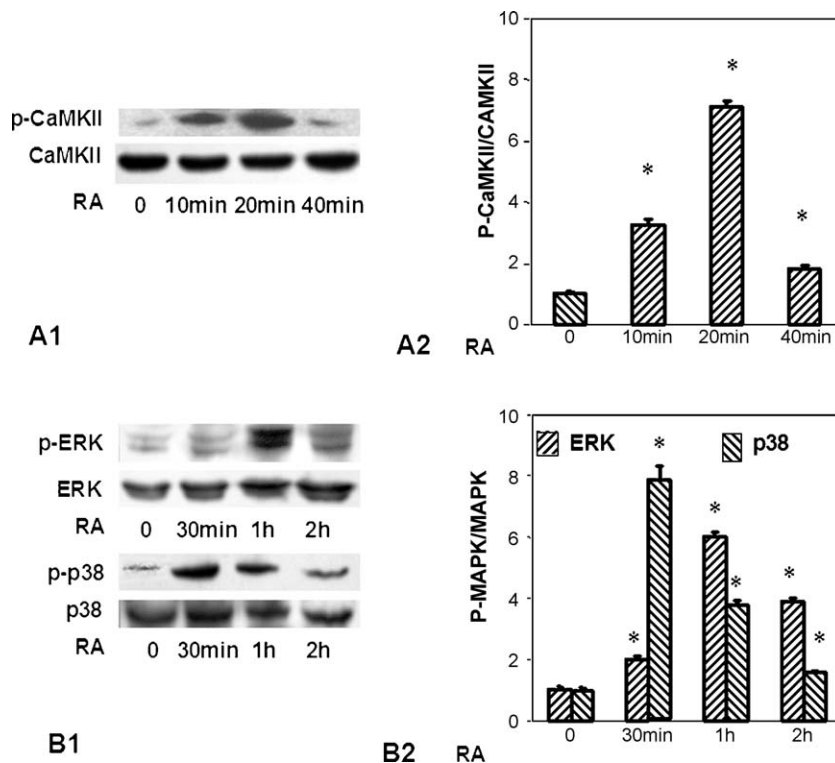 p-CaMKII
CaMKII
RA 0 10min 20min 40min
A1
P-CaMKII/CAMKII
10
8
6
4
2
0
* * *
0 10min 20min 40min
A2 RA
p-ERK
ERK
RA 0 30min 1h 2h
p-p38
p38
RA 0 30min 1h 2h
B1
P-MAPK/MAPK
10
8
6
4
2
0
ERK p38
* * * * * *
0 30min 1h 2h
B2 RA